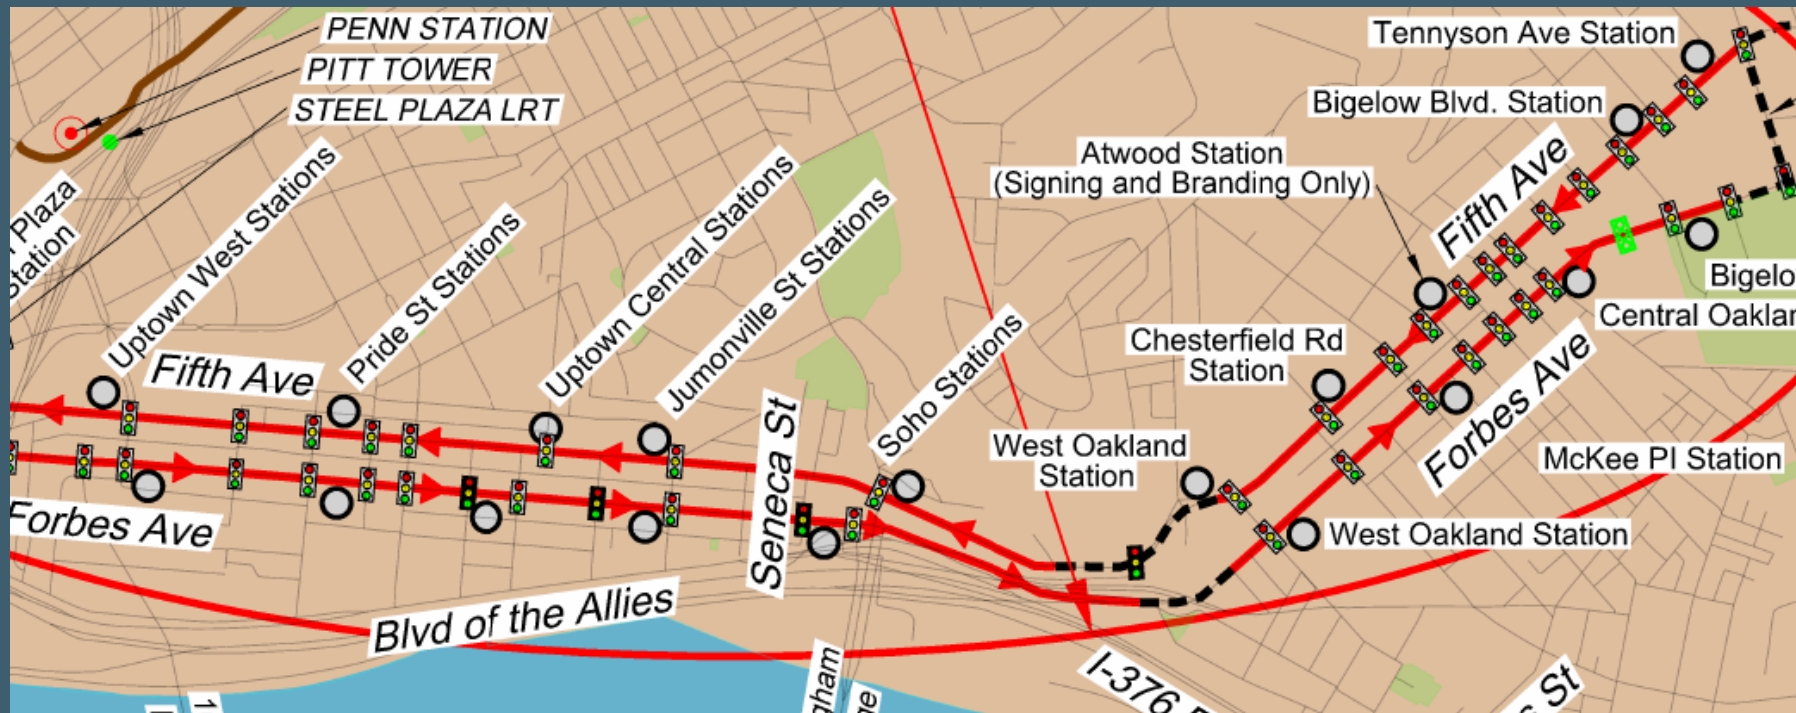 PENN STATION
PITT TOWER
STEEL PLAZA LRT
Tennyson Ave Station
Bigelow Blvd. Station
Atwood Station
(Signing and Branding Only)
Fifth Ave
Plaza
Station
Uptown West Stations
Pride St Stations
Uptown Central Stations
Jumonville St Stations
Soho Stations
Fifth Ave
Chesterfield Rd
Station
Bigelo
Central Oaklan
Forbes Ave
West Oakland
Station
McKee Pl Station
West Oakland Station
Seneca St
Forbes Ave
Blvd of the Allies
I-376
St